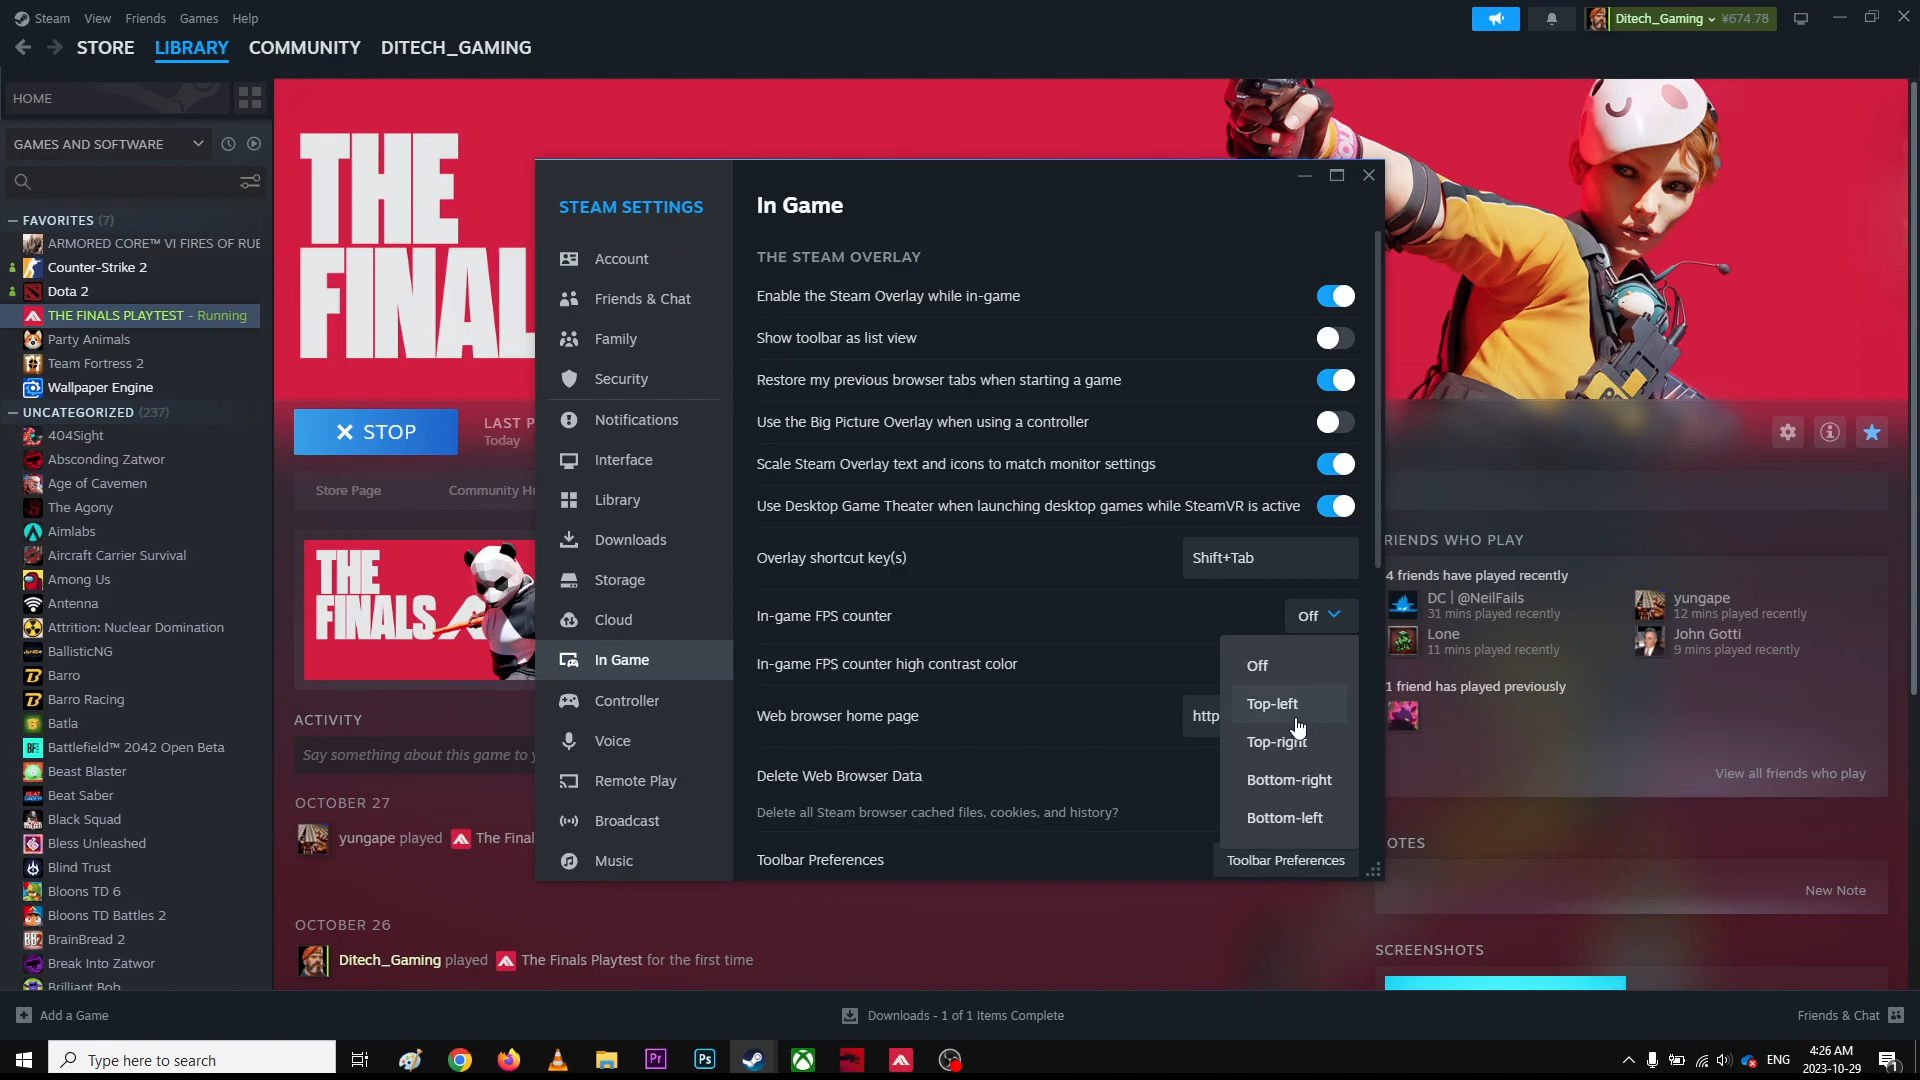 Steam View Friends Games Help
Ditech_Gaming ¥674.78
STORE LIBRARY COMMUNITY DITECH_GAMING
HOME
GAMES AND SOFTWARE
FAVORITES (7)
ARMORED CORE™ VI FIRES OF RUB
Counter-Strike 2
Dota 2
THE FINALS PLAYTEST - Running
Party Animals
Team Fortress 2
Wallpaper Engine
UNCATEGORIZED (237)
404Sight
Absconding Zatwor
Age of Cavemen
The Agony
Aimlabs
Aircraft Carrier Survival
Among Us
Antenna
Attrition: Nuclear Domination
BallisticNG
Barro
Barro Racing
Batla
Battlefield™ 2042 Open Beta
Beast Blaster
Beat Saber
Black Squad
Bless Unleashed
Blind Trust
Bloons TD 6
Bloons TD Battles 2
BrainBread 2
Break Into Zatwor
Brilliant Bob
THE
FINAL
STOP
LAST P
Today
Store Page Community Hu
THE
FINALS
ACTIVITY
Say something about this game to y
OCTOBER 27
yungape played The Final
OCTOBER 26
Ditech_Gaming played The Finals Playtest for the first time
STEAM SETTINGS
Account
Friends & Chat
Family
Security
Notifications
Interface
Library
Downloads
Storage
Cloud
In Game
Controller
Voice
Remote Play
Broadcast
Music
In Game
THE STEAM OVERLAY
Enable the Steam Overlay while in-game
Show toolbar as list view
Restore my previous browser tabs when starting a game
Use the Big Picture Overlay when using a controller
Scale Steam Overlay text and icons to match monitor settings
Use Desktop Game Theater when launching desktop games while SteamVR is active
Overlay shortcut key(s) Shift+Tab
In-game FPS counter Off
In-game FPS counter high contrast color
Web browser home page http
Delete Web Browser Data
Delete all Steam browser cached files, cookies, and history?
Toolbar Preferences Toolbar Preferences
Off
Top-left
Top-right
Bottom-right
Bottom-left
RIENDS WHO PLAY
4 friends have played recently
DC | @NeilFails
31 mins played recently
yungape
12 mins played recently
Lone
11 mins played recently
John Gotti
9 mins played recently
1 friend has played previously
View all friends who play
OTES
New Note
SCREENSHOTS
Add a Game
Downloads - 1 of 1 Items Complete
Friends & Chat
Type here to search
Pr
Ps
ENG
4:26 AM
2023-10-29
1